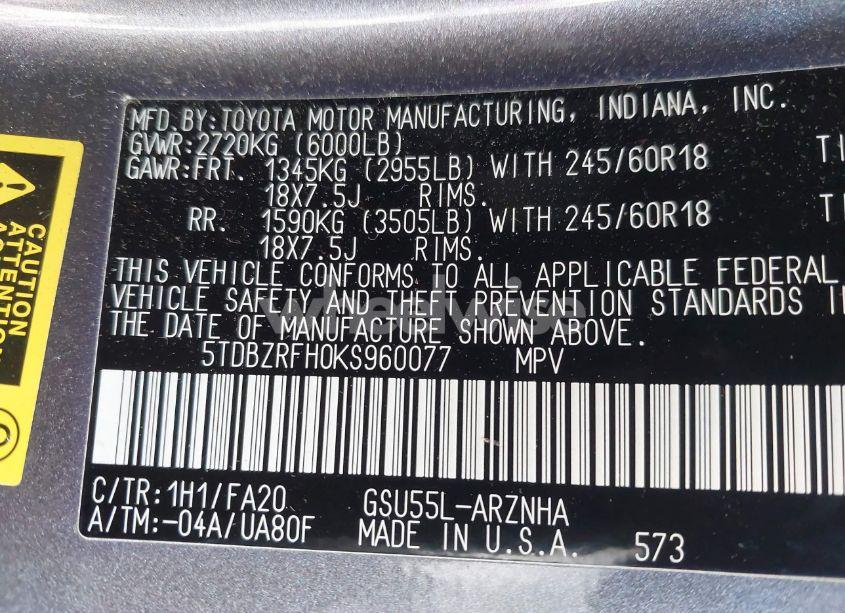 MFD.BY:TOYOTA MOTOR MANUFACTURING, INDIANA, INC.
GVWR:2720KG (6000LB)
GAWR:FRT. 1345KG (2955LB) WITH 245/60R18 TI
18X7.5J RIMS.
RR. 1590KG (3505LB) WITH 245/60R18 TI
18X7.5J RIMS.
THIS VEHICLE CONFORMS TO ALL APPLICABLE FEDERAL
VEHICLE SAFETY AND THEFT PREVENTION STANDARDS I
THE DATE OF MANUFACTURE SHOWN ABOVE.
5TDBZRFH0KS960077 MPV
C/TR:1H1/FA20 GSU55L-ARZNHA
A/TM:-04A/UA80F MADE IN U.S.A. 573
CAUTION
ATTENTION
wheelwise